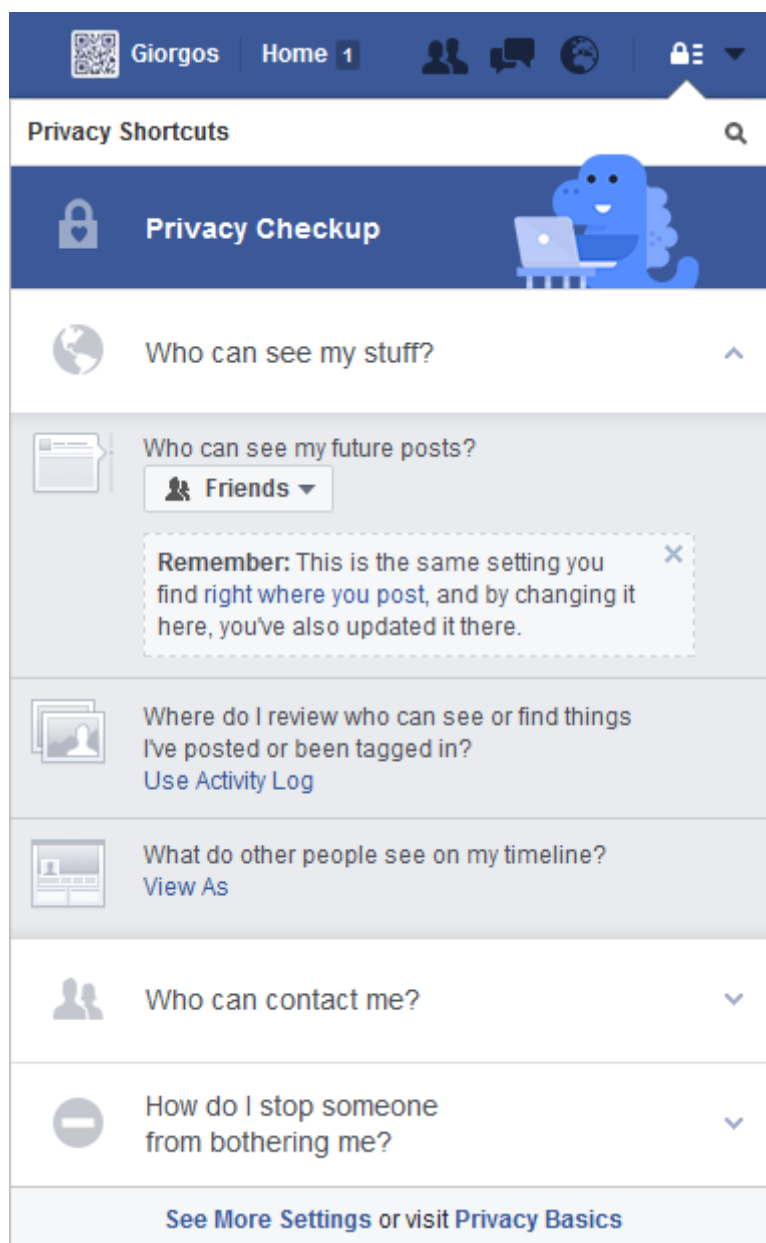 Giorgos Home 1
Privacy Shortcuts
Privacy Checkup
Who can see my stuff?
Who can see my future posts?
Friends
Remember: This is the same setting you
find right where you post, and by changing it
here, you've also updated it there.
Where do I review who can see or find things
I've posted or been tagged in?
Use Activity Log
What do other people see on my timeline?
View As
Who can contact me?
How do I stop someone
from bothering me?
See More Settings or visit Privacy Basics